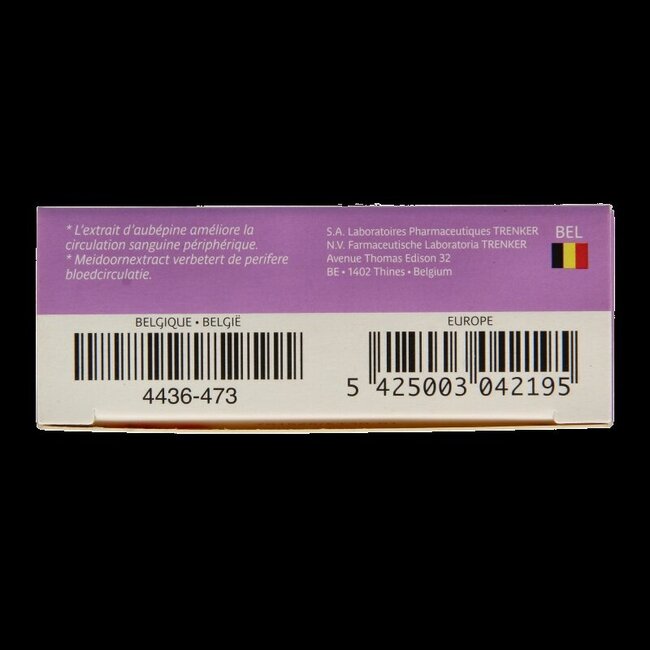 * L'extrait d'aubépine améliore la
circulation sanguine périphérique.
* Meidoornextract verbetert de perifere
bloedcirculatie.
S.A. Laboratoires Pharmaceutiques TRENKER
N.V. Farmaceutische Laboratoria TRENKER
Avenue Thomas Edison 32
BE • 1402 Thines • Belgium
BEL
BELGIQUE • BELGIË
4436-473
EUROPE
5 425003 042195